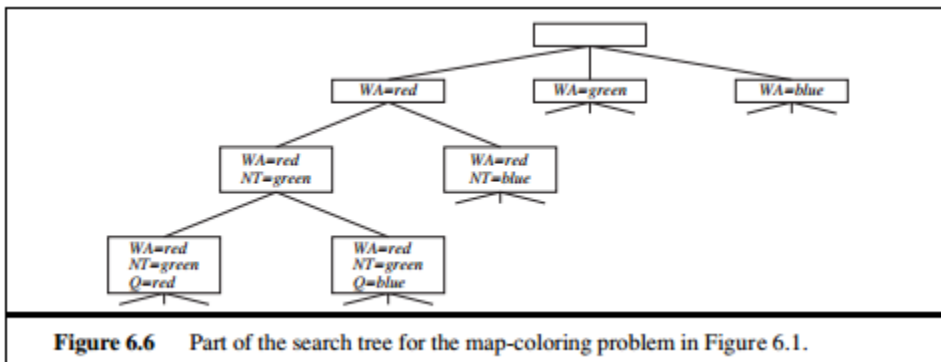 WA=red
WA=green
WA=blue
WA=red
NT=green
WA=red
NT=blue
WA=red
NT=green
Q=red
WA=red
NT=green
Q=blue
Figure 6.6 Part of the search tree for the map-coloring problem in Figure 6.1.